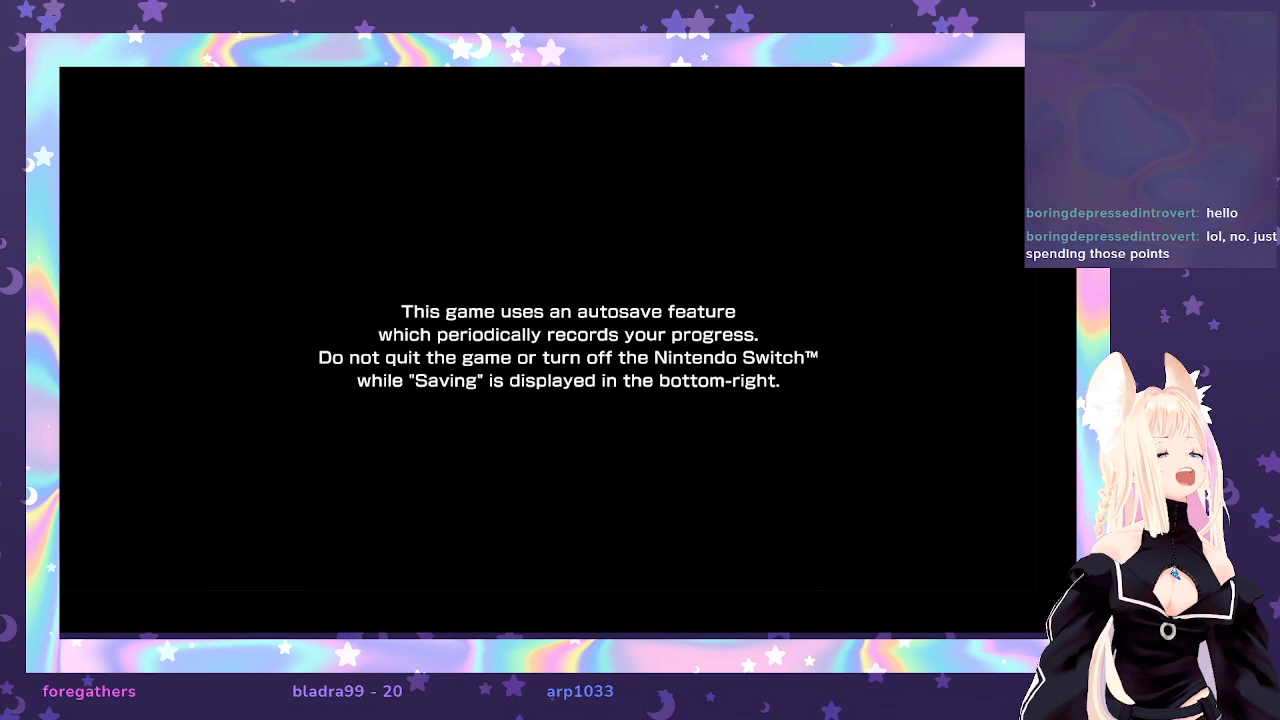 boringdepressedintrovert: hello
boringdepressedintrovert: lol, no. just
spending those points
This game uses an autosave feature
which periodically records your progress.
Do not quit the game or turn off the Nintendo Switch™
while "Saving" is displayed in the bottom-right.
foregathers
bladra99 - 20
arp1033